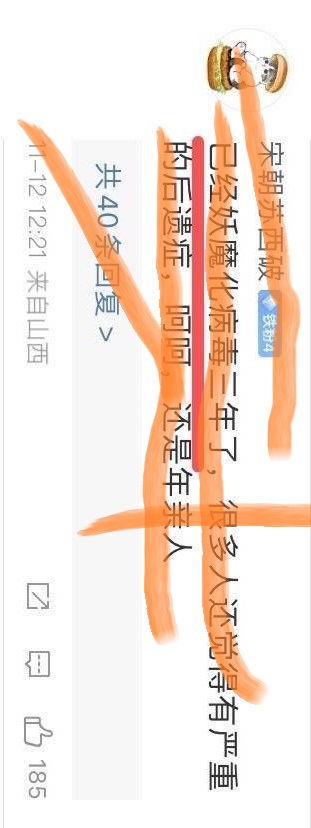 宋朝苏西破 铁粉4
已经妖魔化病毒三年了，很多人还觉得有严重
的后遗症，呵呵，还是年亲人
共40条回复 >
11-12 12:21 来自山西 185